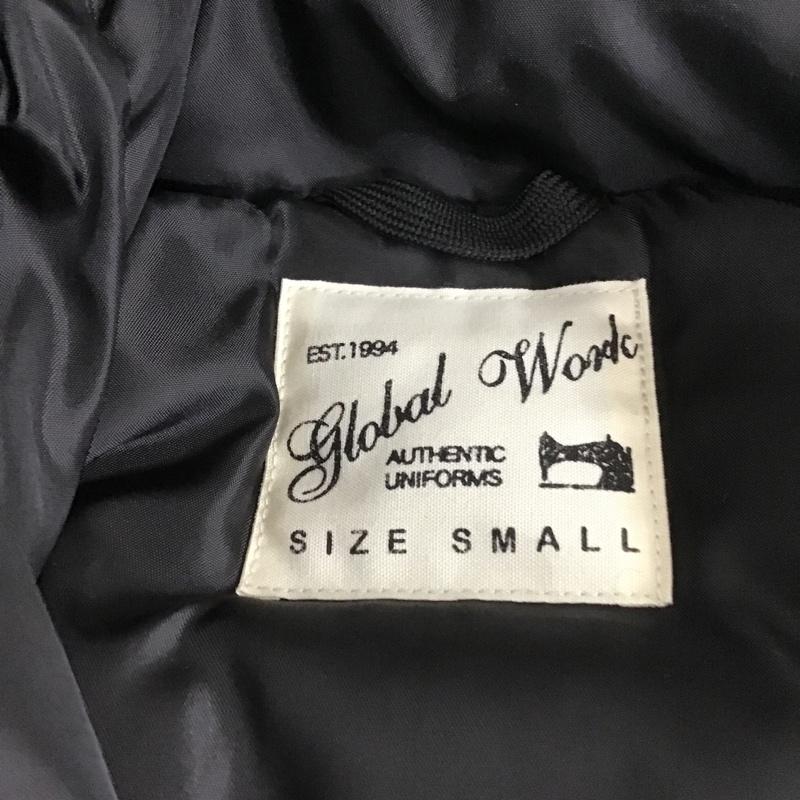 EST.1994
Global Work
AUTHENTIC
UNIFORMS
SIZE SMALL